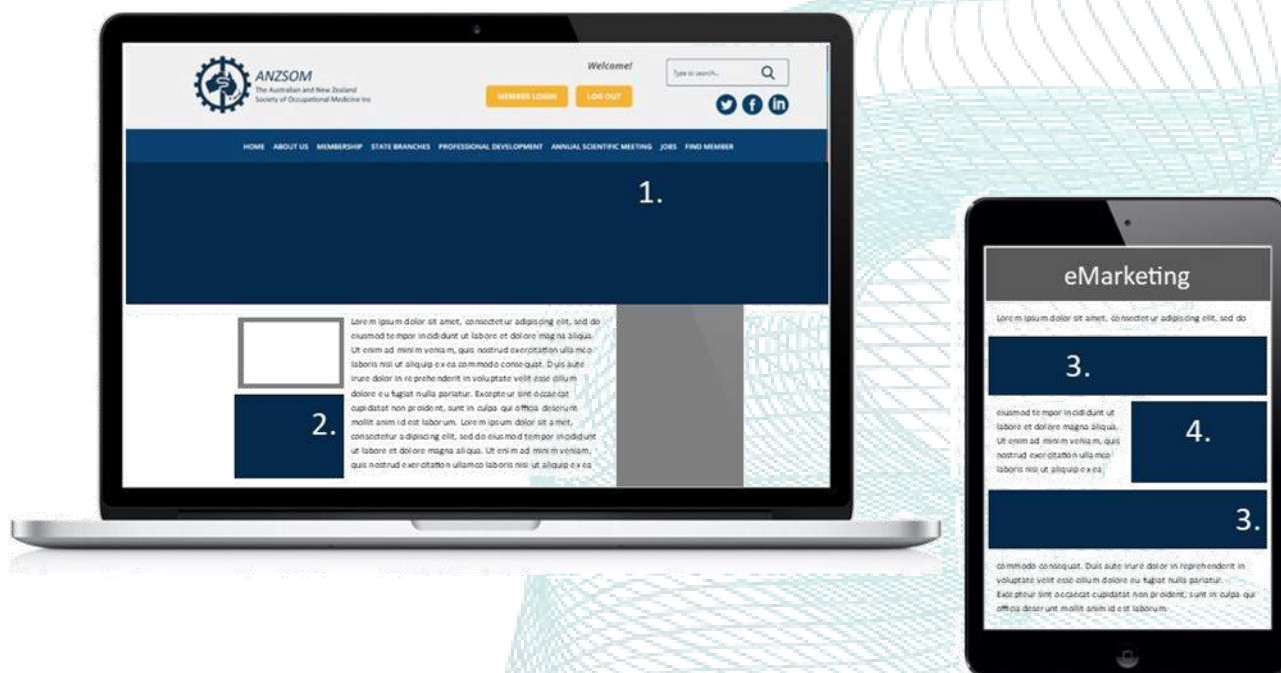 ANZSOM
The Australian and New Zealand
Society of Occupational Medicine Inc
Welcome!
Type to search...
MEMBER LOGIN
LOG OUT
HOME ABOUT US MEMBERSHIP STATE BRANCHES PROFESSIONAL DEVELOPMENT ANNUAL SCIENTIFIC MEETING JOBS FIND MEMBER
1.
2.
Lorem ipsum dolor sit amet, consectetur adipiscing elit, sed do
eiusmod tempor incididunt ut labore et dolore magna aliqua.
Ut enim ad minim veniam, quis nostrud exercitation ullamco
laboris nisi ut aliquip ex ea commodo consequat. Duis aute
irure dolor in reprehenderit in voluptate velit esse cillum
dolore eu fugiat nulla pariatur. Excepteur sint occaecat
cupidatat non proident, sunt in culpa qui officia deserunt
mollit anim id est laborum. Lorem ipsum dolor sit amet,
consectetur adipiscing elit, sed do eiusmod tempor incididunt
ut labore et dolore magna aliqua. Ut enim ad minim veniam,
quis nostrud exercitation ullamco laboris nisi ut aliquip ex ea
eMarketing
Lorem ipsum dolor sit amet, consectetur adipiscing elit, sed do
3.
eiusmod tempor incididunt ut
labore et dolore magna aliqua.
Ut enim ad minim veniam, quis
nostrud exercitation ullamco
laboris nisi ut aliquip ex ea
4.
3.
commodo consequat. Duis aute irure dolor in reprehenderit in
voluptate velit esse cillum dolore eu fugiat nulla pariatur.
Excepteur sint occaecat cupidatat non proident, sunt in culpa qui
officia deserunt mollit anim id est laborum.